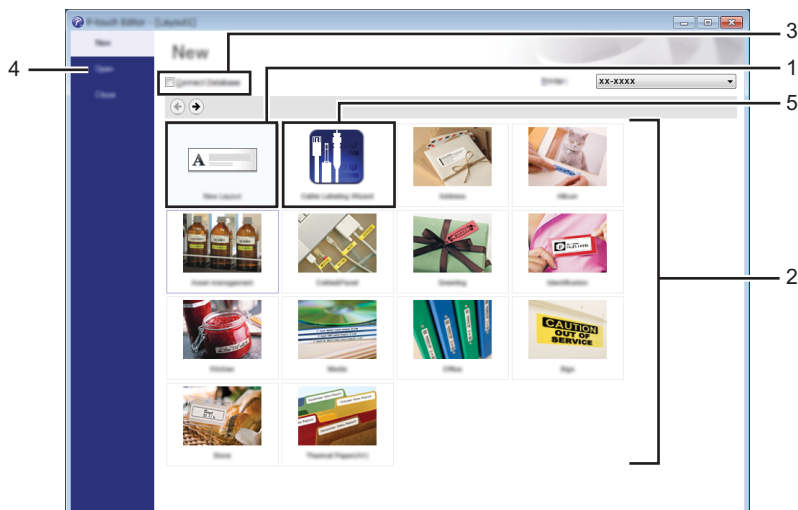 P-touch Editor - [Layout1]
3
New
New
4
Open
Connect Database
Printer:
xx-xxxx
1
Close
5
A
New Layout
Cable Labeling Wizard
Address
Album
Asset management
Cable&Panel
Greeting
Identification
2
CAUTION
OUT OF
SERVICE
Kitchen
Media
Office
Sign
Store
Thermal Paper(RJ)